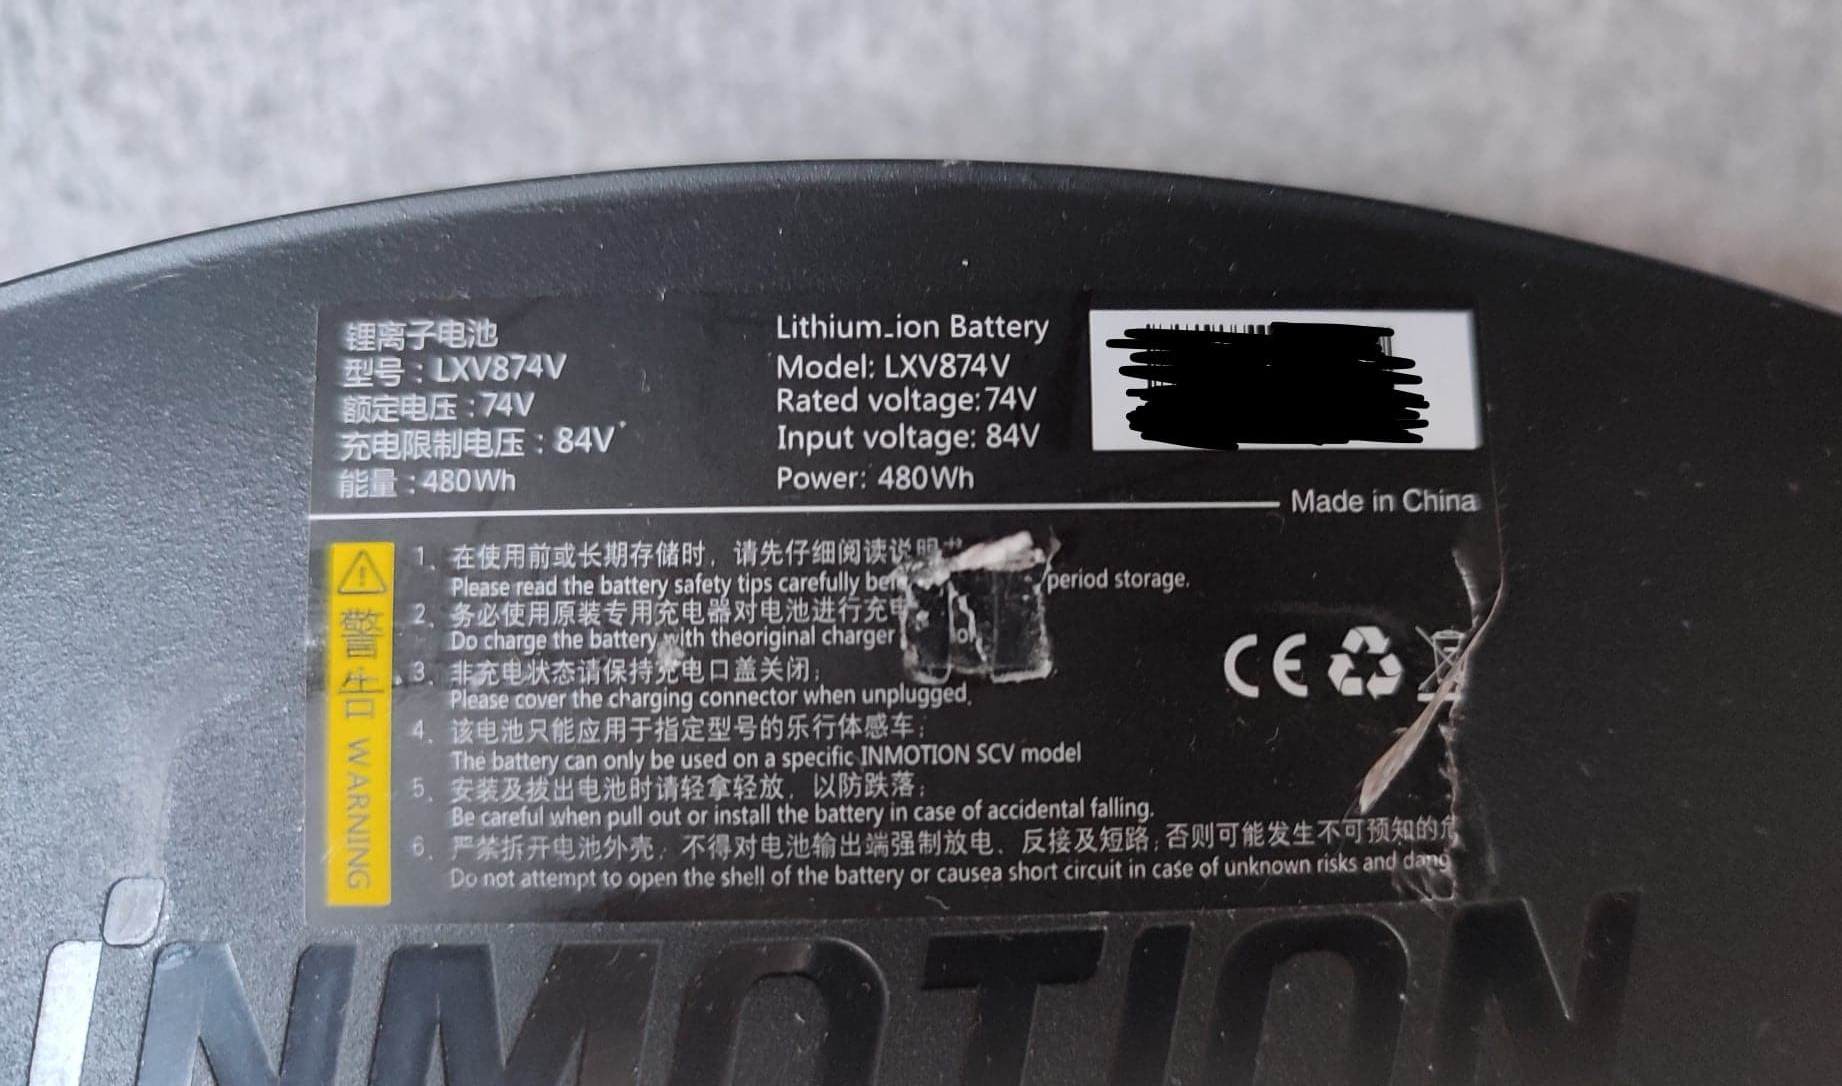 锂离子电池
型号：LXV874V
额定电压：74V
充电限制电压：84V
能量：480Wh
Lithium_ion Battery
Model: LXV874V
Rated voltage:74V
Input voltage: 84V
Power: 480Wh
Made in China
警告 WARNING
1、在使用前或长期存储时，请先仔细阅读说明
Please read the battery safety tips carefully period storage.
2、务必使用原装专用充电器对电池进行充电
Do charge the battery with theoriginal charger
3、非充电状态请保持充电口盖关闭；
Please cover the charging connector when unplugged.
4、该电池只能应用于指定型号的乐行体感车；
The battery can only be used on a specific INMOTION SCV model
5、安装及拔出电池时请轻拿轻放，以防跌落；
Be careful when pull out or install the battery in case of accidental falling.
6、严禁拆开电池外壳，不得对电池输出端强制放电、反接及短路；否则可能发生不可预知的
Do not attempt to open the shell of the battery or causea short circuit in case of unknown risks and dang
CE
iNMOTION